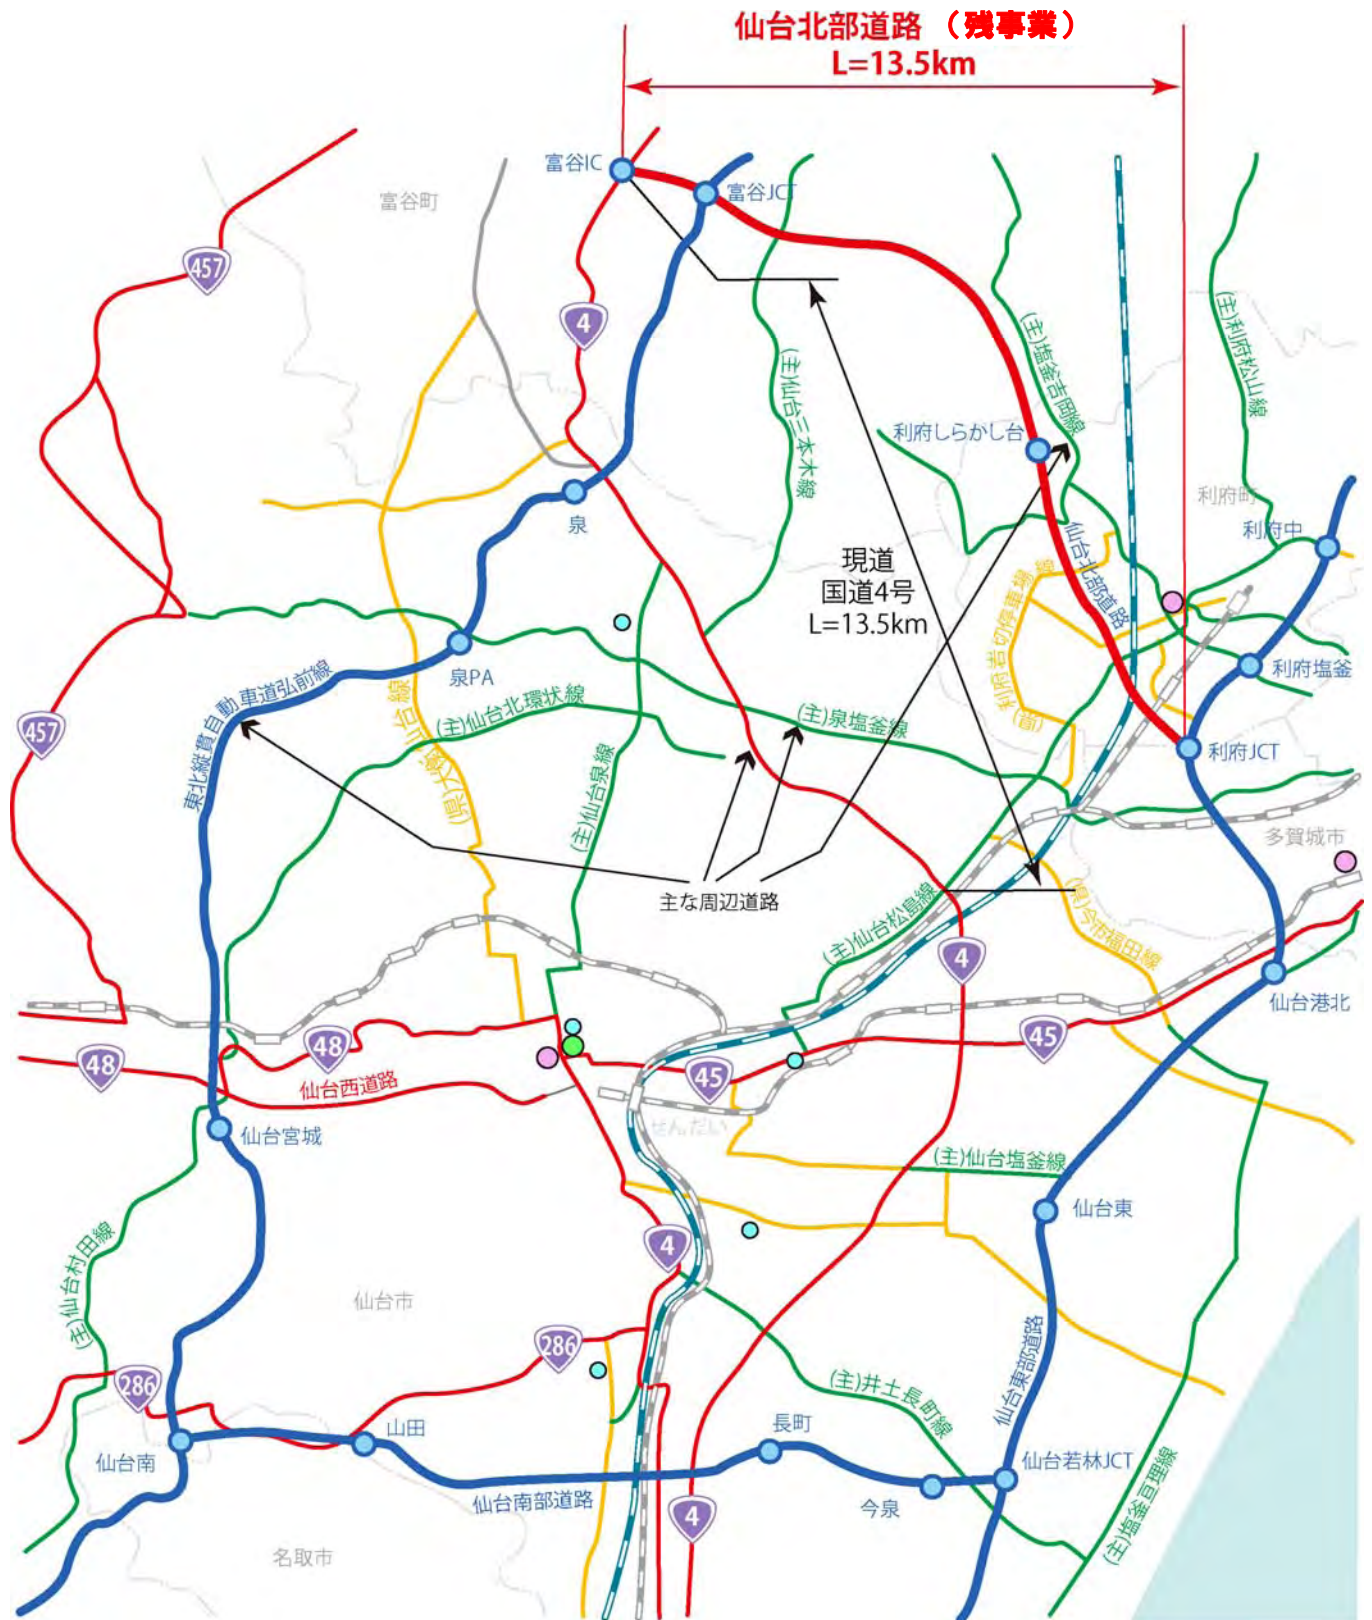 仙台北部道路 （残事業）
L=13.5km
富谷IC
富谷JCT
富谷町
457
4
(主)塩釜吉岡線
(主)利府松山線
(主)仙台三本木線
利府しらかし台
利府町
利府中
泉
現道
国道4号
L=13.5km
仙台北部道路
(県)利府岩切停車場線
泉PA
利府塩釜
東北縦貫自動車道弘前線
(県)大衡仙台線
(主)仙台北環状線
(主)泉塩釜線
457
利府JCT
(主)仙台泉線
多賀城市
主な周辺道路
(主)仙台松島線
(県)今市福田線
4
仙台港北
48
48
45
45
仙台西道路
せんだい
仙台宮城
(主)仙台塩釜線
仙台東
4
(主)仙台村田線
仙台市
286
286
仙台東部道路
(主)井土長町線
山田
長町
仙台南
仙台若林JCT
仙台南部道路
今泉
4
(主)塩釜亘理線
名取市